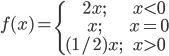 2x; x<0
f(x)={ x; x=0
(1/2)x; x>0